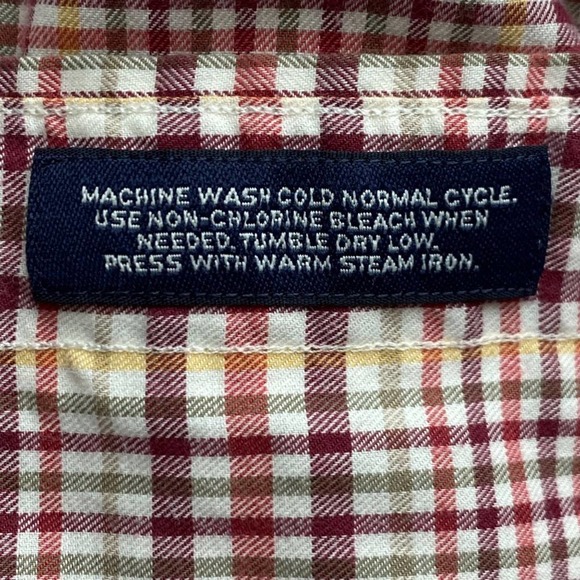 MACHINE WASH COLD NORMAL CYCLE.
USE NON-CHLORINE BLEACH WHEN
NEEDED. TUMBLE DRY LOW.
PRESS WITH WARM STEAM IRON.